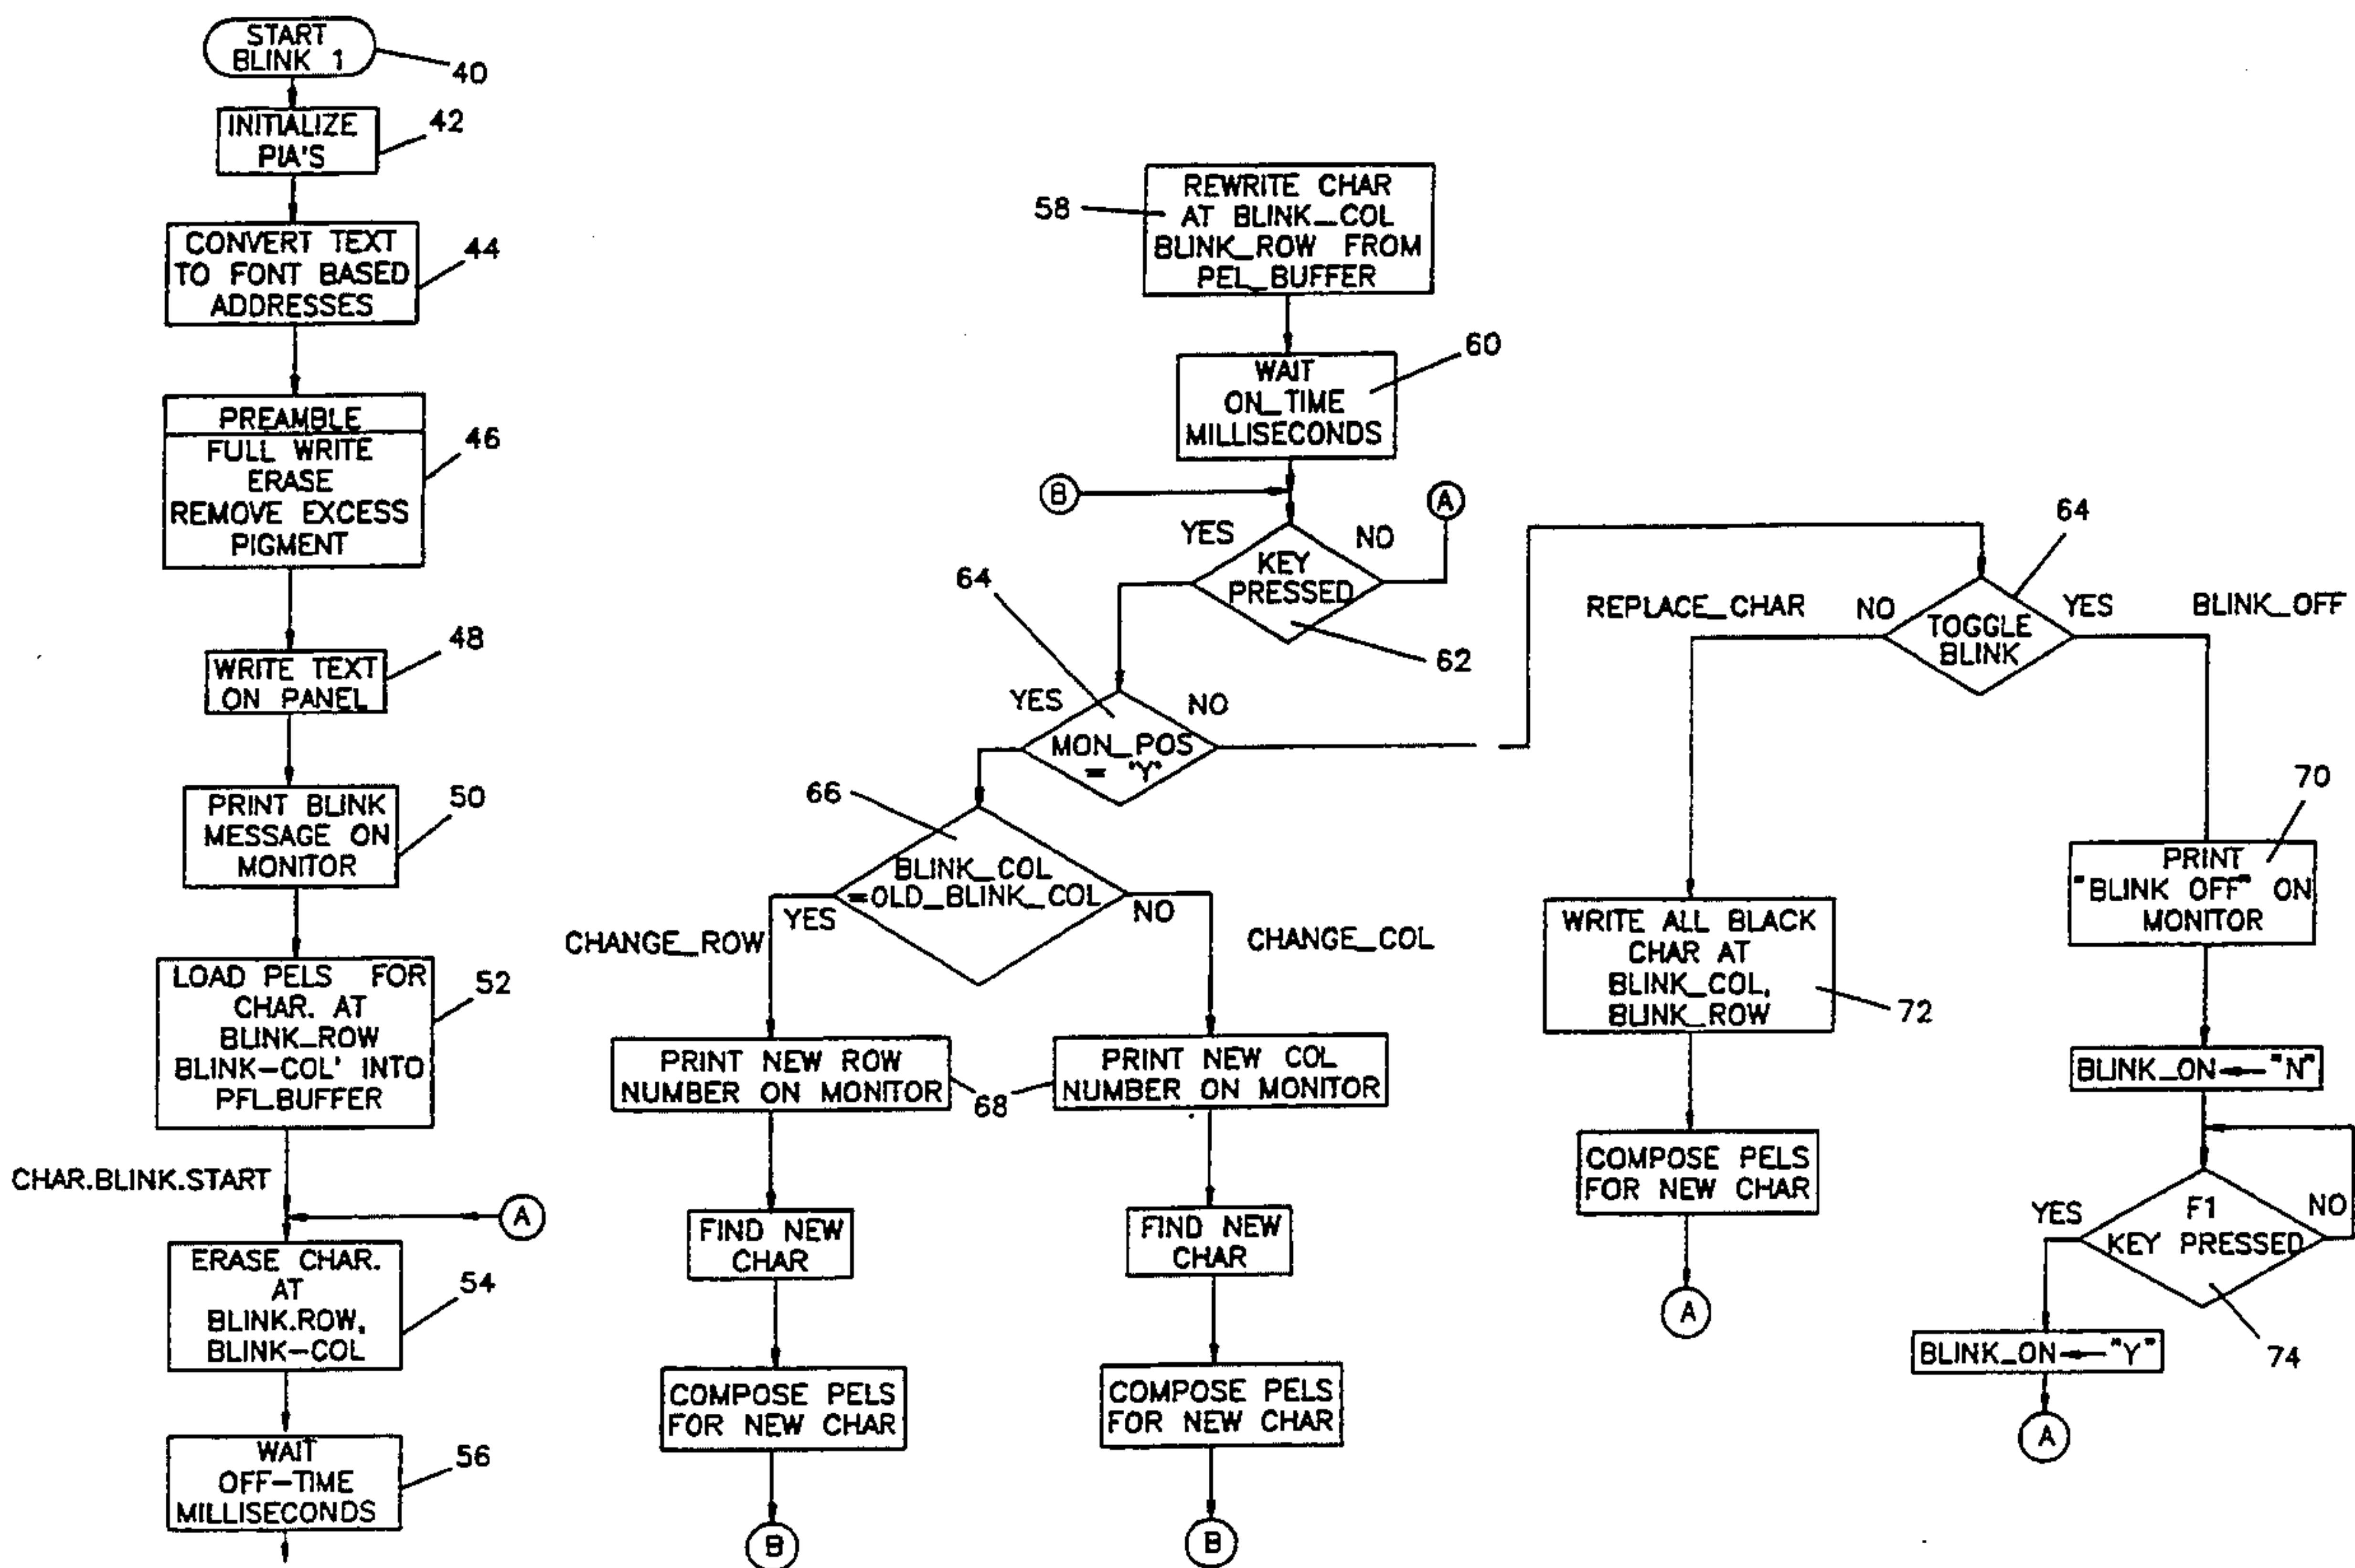 START
BLINK 1
40
INITIALIZE
PIA'S
42
CONVERT TEXT
TO FONT BASED
ADDRESSES
44
PREAMBLE
FULL WRITE
ERASE
REMOVE EXCESS
PIGMENT
46
WRITE TEXT
ON PANEL
48
PRINT BLINK
MESSAGE ON
MONITOR
50
LOAD PELS FOR
CHAR. AT
BLINK_ROW
BLINK-COL' INTO
PFL.BUFFER
52
CHAR.BLINK.START
A
ERASE CHAR.
AT
BLINK.ROW,
BLINK-COL
54
WAIT
OFF-TIME
MILLISECONDS
56
REWRITE CHAR
AT BLINK_COL
BLINK_ROW FROM
PEL_BUFFER
58
WAIT
ON_TIME
MILLISECONDS
60
B
A
YES
NO
KEY
PRESSED
62
64
YES
NO
MON_POS
= "Y"
66
BLINK_COL
=OLD_BLINK_COL
YES
NO
CHANGE_ROW
CHANGE_COL
PRINT NEW ROW
NUMBER ON MONITOR
68
PRINT NEW COL
NUMBER ON MONITOR
FIND NEW
CHAR
FIND NEW
CHAR
COMPOSE PELS
FOR NEW CHAR
COMPOSE PELS
FOR NEW CHAR
B
B
64
REPLACE_CHAR
NO
YES
BLINK_OFF
TOGGLE
BLINK
WRITE ALL BLACK
CHAR AT
BLINK_COL,
BLINK_ROW
72
COMPOSE PELS
FOR NEW CHAR
A
70
PRINT
"BLINK OFF" ON
MONITOR
BLINK_ON "N"
YES
NO
F1
KEY PRESSED
74
BLINK_ON "Y"
A